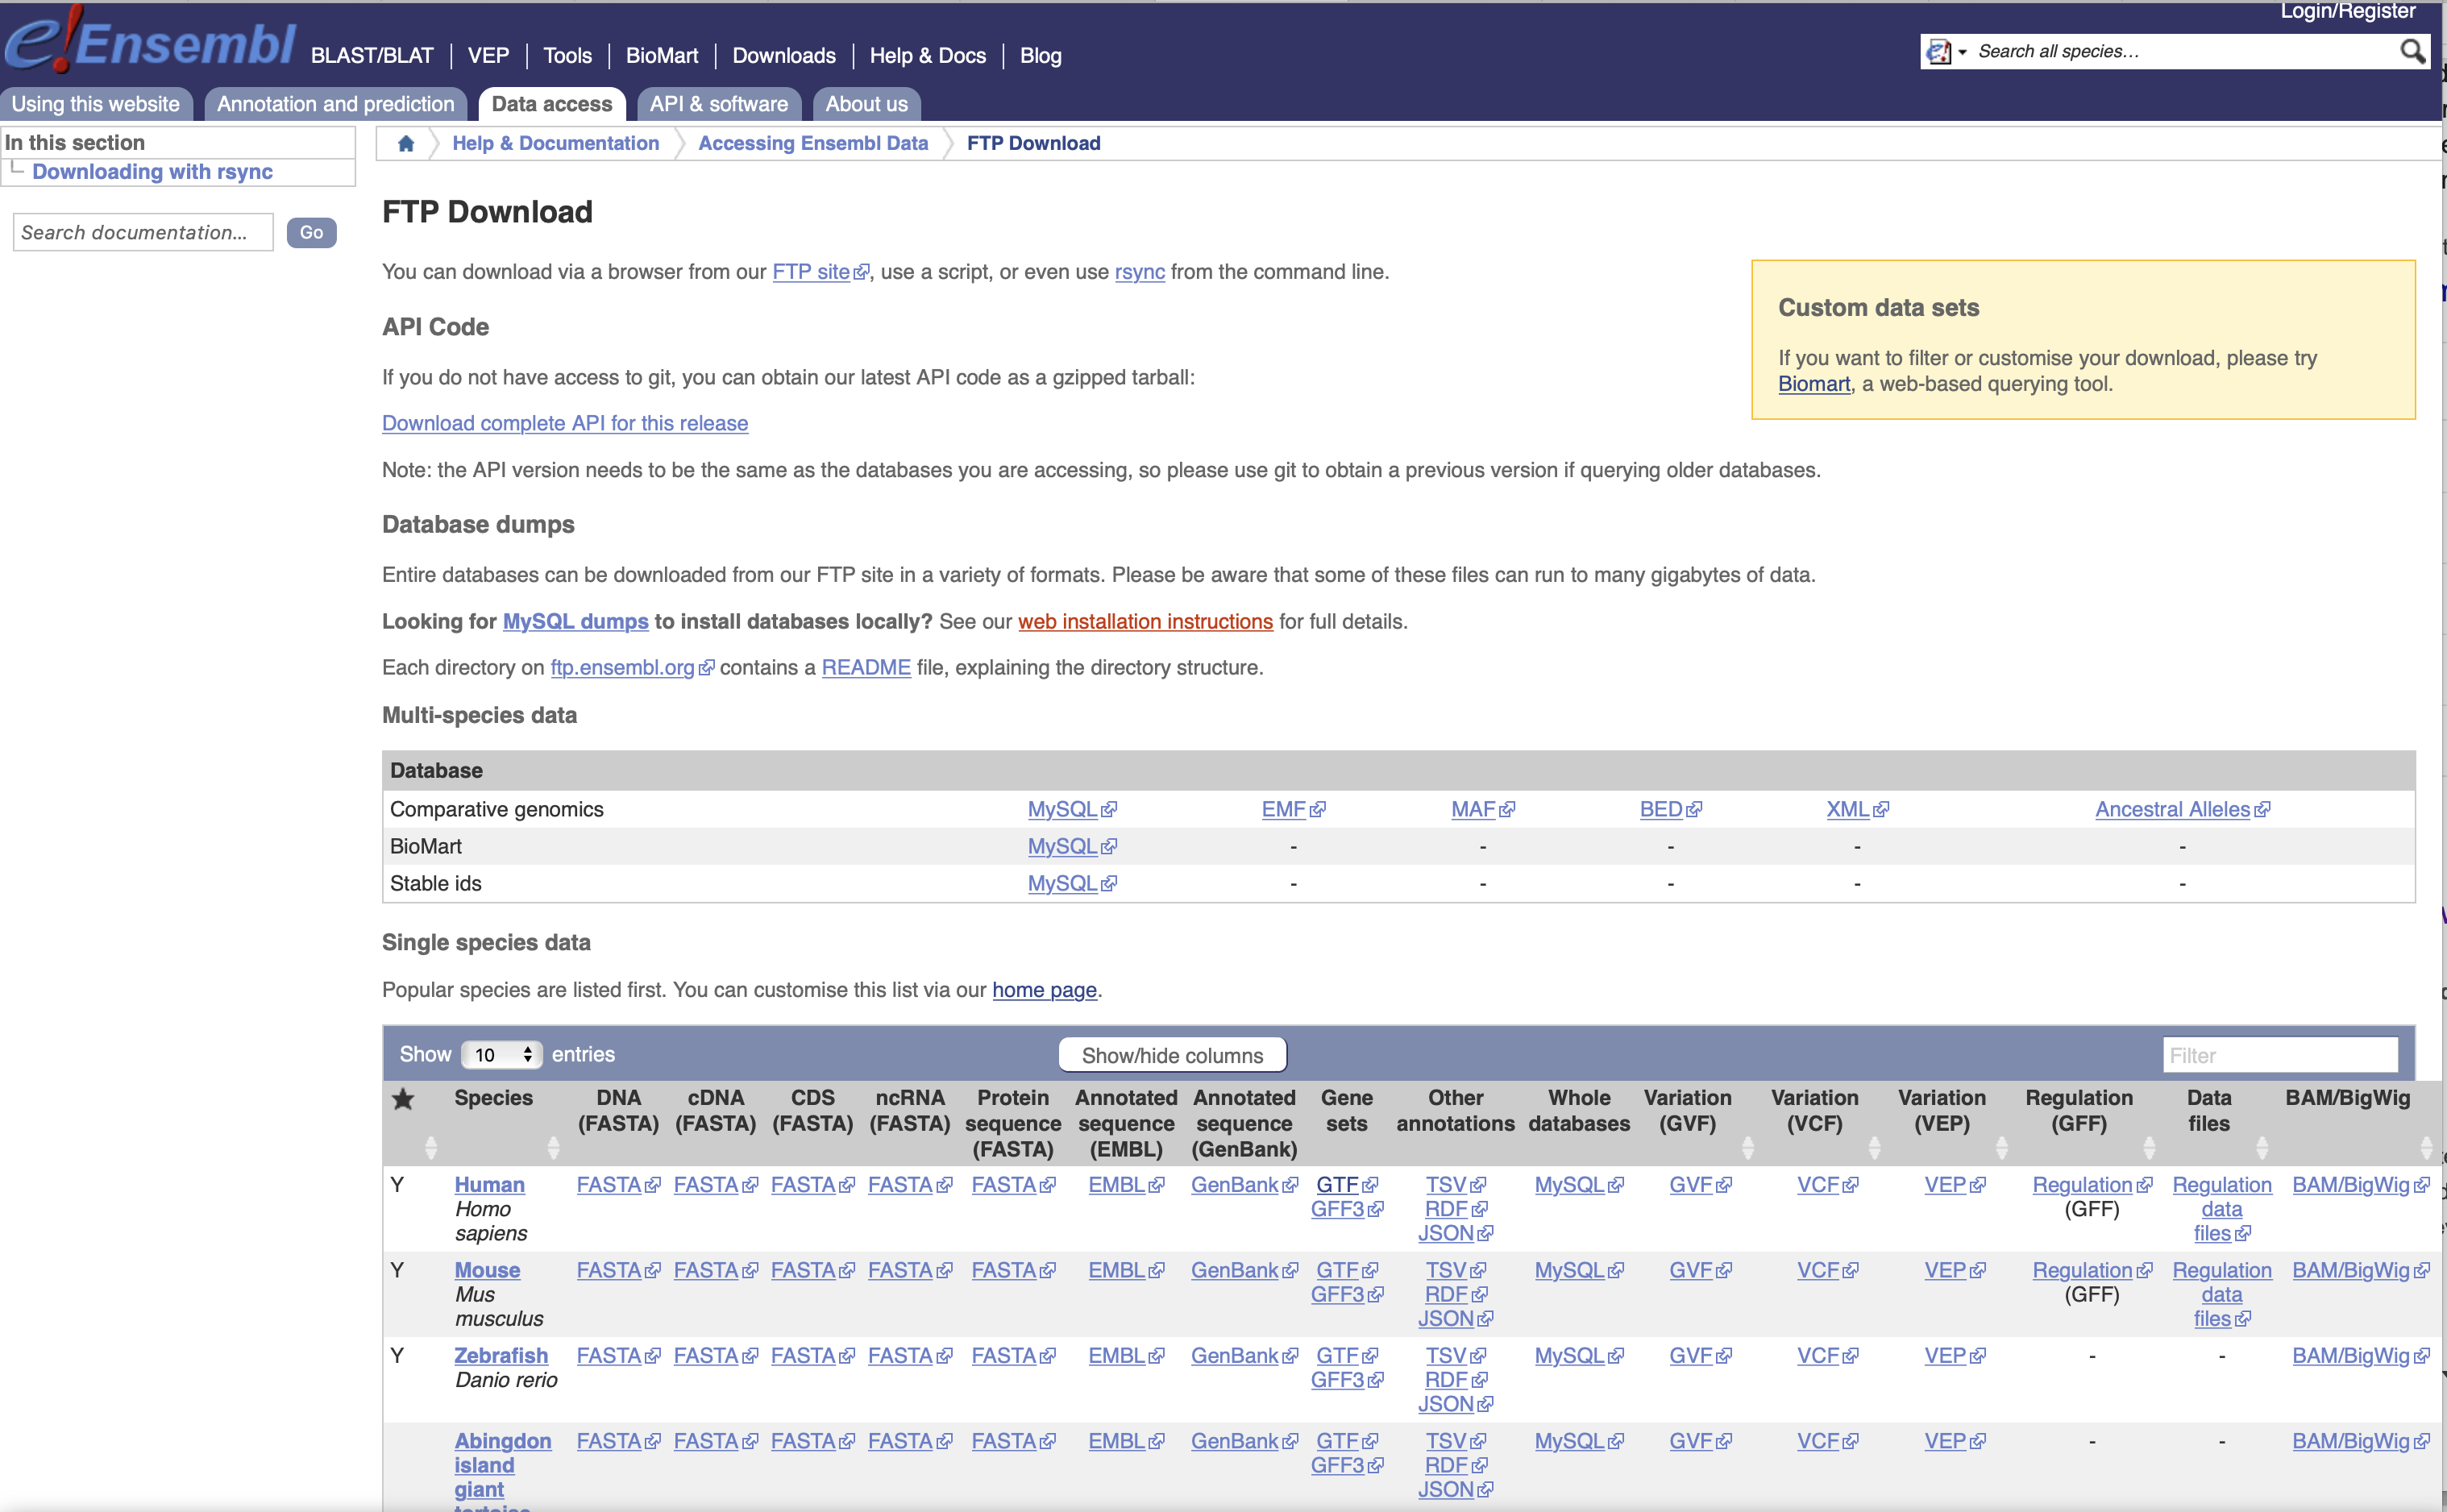 Login/Register
e!Ensembl BLAST/BLAT | VEP | Tools | BioMart | Downloads | Help & Docs | Blog
Search all species...
Using this website Annotation and prediction Data access API & software About us
In this section
Downloading with rsync
Search documentation... Go
Help & Documentation Accessing Ensembl Data FTP Download
FTP Download
You can download via a browser from our FTP site, use a script, or even use rsync from the command line.
Custom data sets
If you want to filter or customise your download, please try
Biomart, a web-based querying tool.
API Code
If you do not have access to git, you can obtain our latest API code as a gzipped tarball:
Download complete API for this release
Note: the API version needs to be the same as the databases you are accessing, so please use git to obtain a previous version if querying older databases.
Database dumps
Entire databases can be downloaded from our FTP site in a variety of formats. Please be aware that some of these files can run to many gigabytes of data.
Looking for MySQL dumps to install databases locally? See our web installation instructions for full details.
Each directory on ftp.ensembl.org contains a README file, explaining the directory structure.
Multi-species data
Database
Comparative genomics MySQL EMF MAF BED XML Ancestral Alleles
BioMart MySQL - - - - -
Stable ids MySQL - - - - -
Single species data
Popular species are listed first. You can customise this list via our home page.
Show 10 entries Show/hide columns Filter
★ Species DNA cDNA CDS ncRNA Protein Annotated Annotated Gene Other Whole Variation Variation Variation Regulation Data BAM/BigWig
(FASTA) (FASTA) (FASTA) (FASTA) sequence sequence sequence sets annotations databases (GVF) (VCF) (VEP) (GFF) files
(FASTA) (EMBL) (GenBank)
Y Human FASTA FASTA FASTA FASTA FASTA EMBL GenBank GTF TSV MySQL GVF VCF VEP Regulation Regulation BAM/BigWig
Homo GFF3 RDF (GFF) data
sapiens JSON files
Y Mouse FASTA FASTA FASTA FASTA FASTA EMBL GenBank GTF TSV MySQL GVF VCF VEP Regulation Regulation BAM/BigWig
Mus GFF3 RDF (GFF) data
musculus JSON files
Y Zebrafish FASTA FASTA FASTA FASTA FASTA EMBL GenBank GTF TSV MySQL GVF VCF VEP - - BAM/BigWig
Danio rerio GFF3 RDF
JSON
Abingdon FASTA FASTA FASTA FASTA FASTA EMBL GenBank GTF TSV MySQL GVF VCF VEP - - BAM/BigWig
island GFF3 RDF
giant JSON